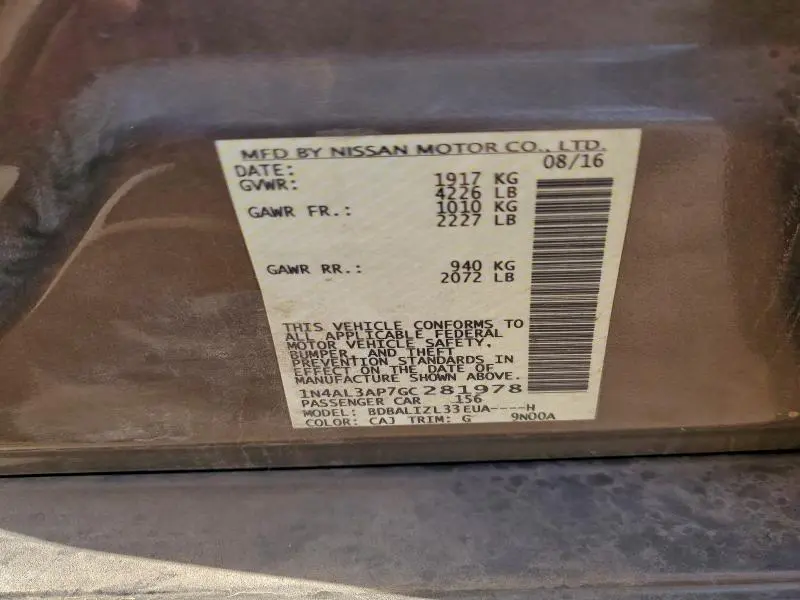 MFD BY NISSAN MOTOR CO., LTD.
DATE: 08/16
GVWR: 1917 KG
4226 LB
GAWR FR.: 1010 KG
2227 LB
GAWR RR.: 940 KG
2072 LB
THIS VEHICLE CONFORMS TO
ALL APPLICABLE FEDERAL
MOTOR VEHICLE SAFETY,
BUMPER, AND THEFT
PREVENTION STANDARDS IN
EFFECT ON THE DATE OF
MANUFACTURE SHOWN ABOVE.
1N4AL3AP7GC281978
PASSENGER CAR 156
MODEL: BDBALIZL33EUA----H
COLOR: CAJ TRIM: G 9N00A